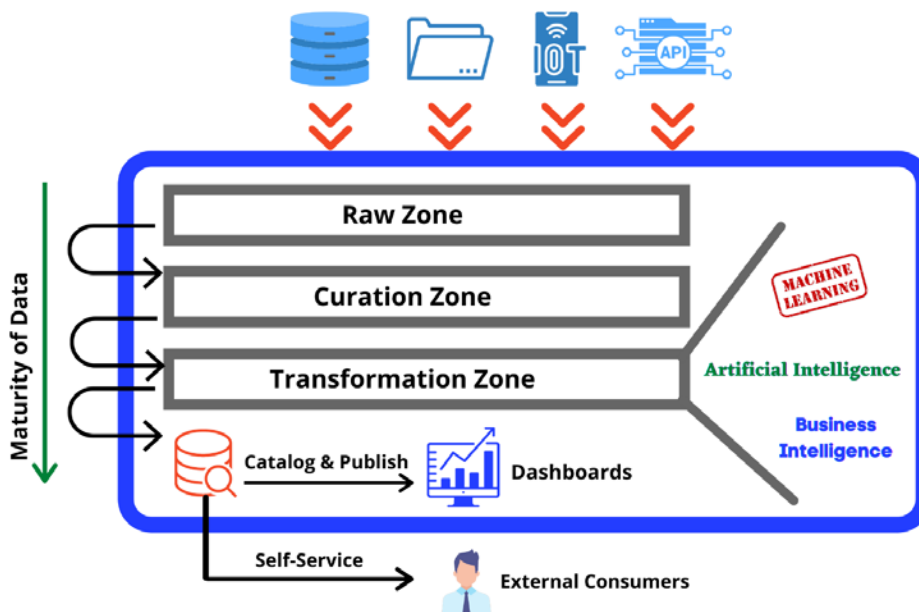 IOT
API
Raw Zone
Curation Zone
Transformation Zone
Maturity of Data
MACHINE
LEARNING
Artificial Intelligence
Business
Intelligence
Catalog & Publish
Dashboards
Self-Service
External Consumers